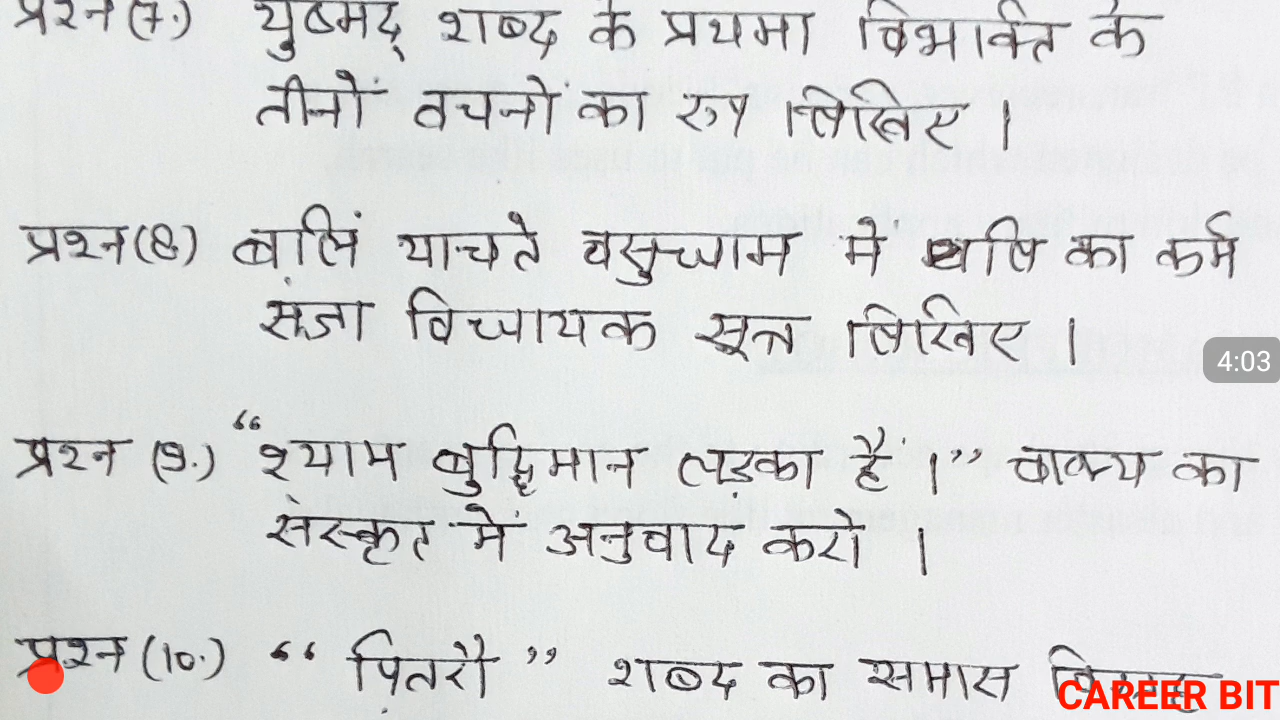 प्रश्न (7.) युष्मद् शब्द के प्रथमा विभक्ति के
तीनों वचनों का रुप लिखिए ।
प्रश्न (8.) बलिं याचते वसुधाम में बलि का कर्म
संज्ञा विधायक सूत्र लिखिए ।
4:03
प्रश्न (9.) “श्याम बुद्धिमान लड़का है ।” वाक्य का
संस्कृत में अनुवाद करो ।
प्रश्न (10.) “ पितरौ ” शब्द का समास विग्रह
CAREER BIT